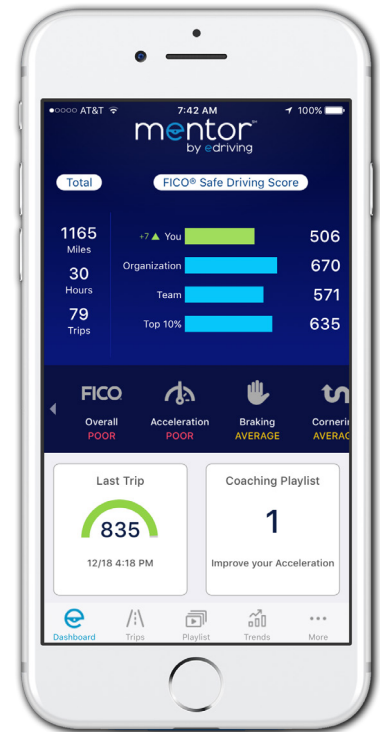 AT&T 7:42 AM 100%
mentor℠
by edriving
Total FICO® Safe Driving Score
1165
Miles
30
Hours
79
Trips
+7 You 506
Organization 670
Team 571
Top 10% 635
FICO
Overall Acceleration Braking Cornerin
POOR POOR AVERAGE AVERAG
Last Trip
835
12/18 4:18 PM
Coaching Playlist
1
Improve your Acceleration
Dashboard Trips Playlist Trends More